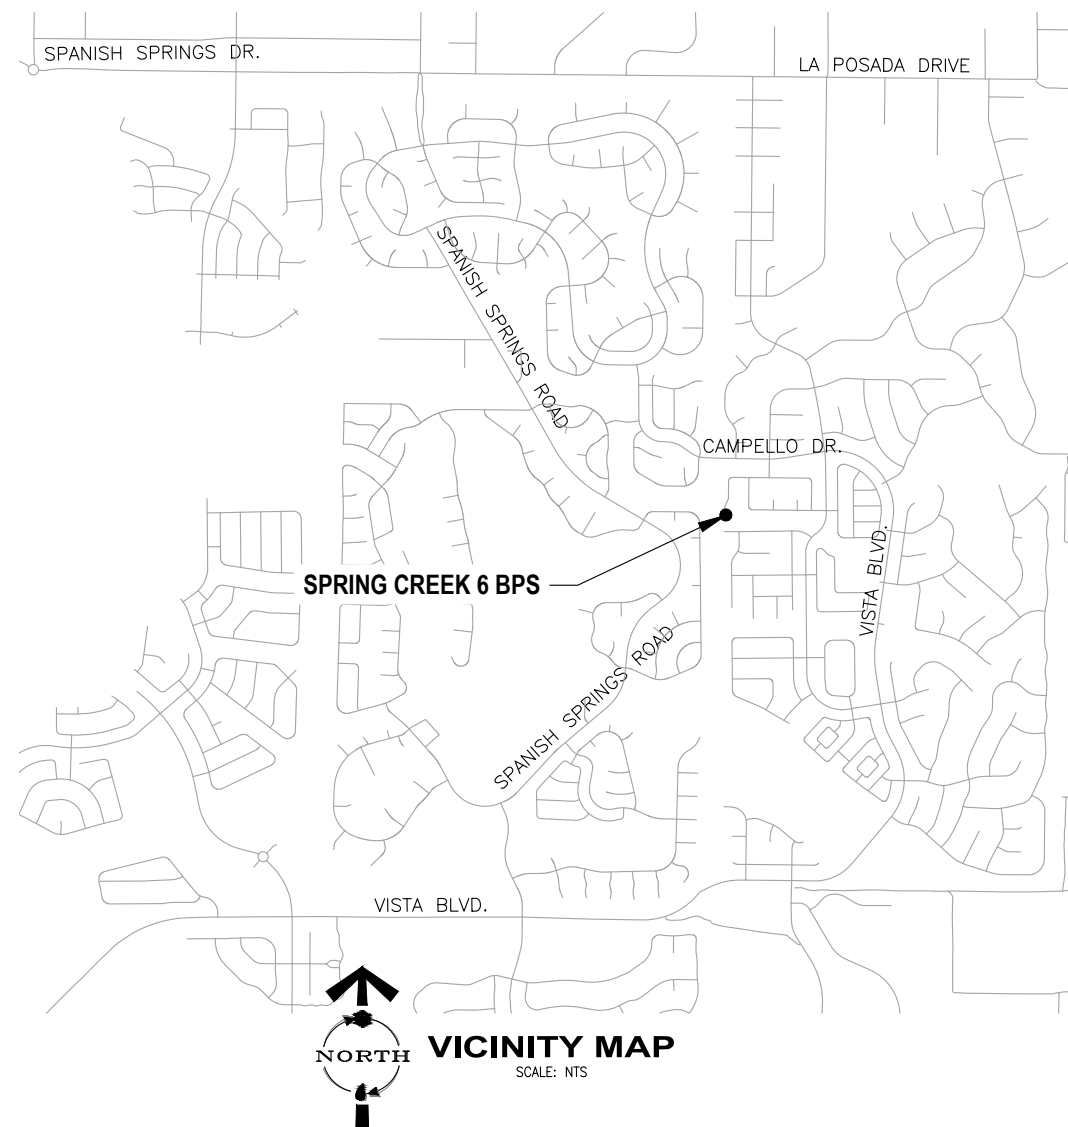 SPANISH SPRINGS DR.
LA POSADA DRIVE
SPANISH SPRINGS ROAD
CAMPELLO DR.
VISTA BLVD.
SPRING CREEK 6 BPS
SPANISH SPRINGS ROAD
VISTA BLVD.
NORTH
VICINITY MAP
SCALE: NTS